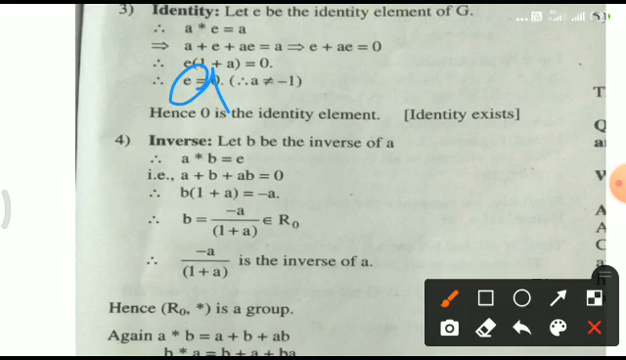 3) Identity: Let e be the identity element of G.
∴ a * e = a
⇒ a + e + ae = a ⇒ e + ae = 0
∴ e(1 + a) = 0.
∴ e = 0. (∴ a ≠ −1)
Hence 0 is the identity element. [Identity exists]
4) Inverse: Let b be the inverse of a
∴ a * b = e
i.e., a + b + ab = 0
∴ b(1 + a) = −a.
∴ b = −a/(1 + a) ∈ R₀
∴ −a/(1 + a) is the inverse of a.
Hence (R₀, *) is a group.
Again a * b = a + b + ab
b * a = b + a + ba